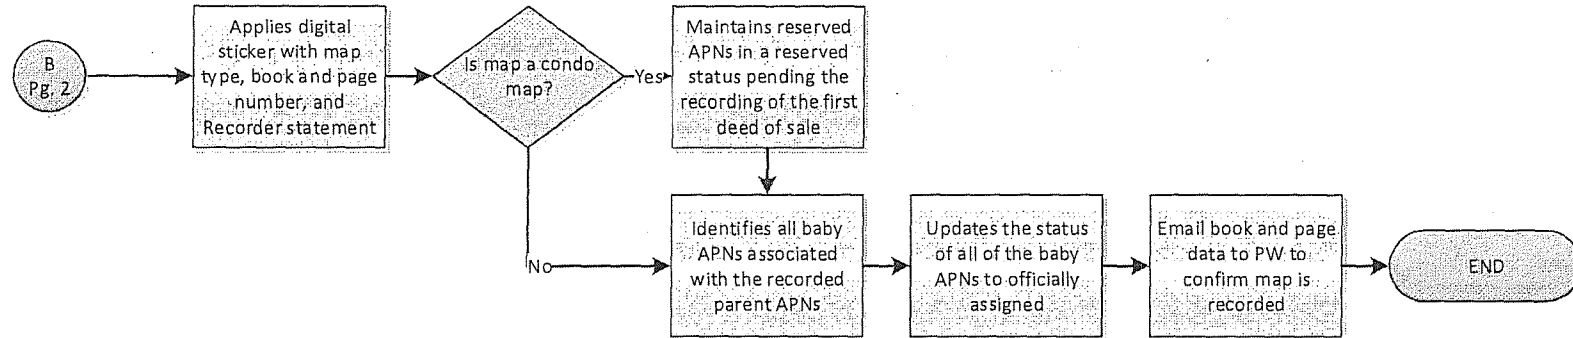 B
Pg. 2
Applies digital
sticker with map
type, book and page
number, and
Recorder statement
Is map a condo
map?
Yes
Maintains reserved
APNs in a reserved
status pending the
recording of the first
deed of sale
No
Identifies all baby
APNs associated
with the recorded
parent APNs
Updates the status
of all of the baby
APNs to officially
assigned
Email book and page
data to PW to
confirm map is
recorded
END